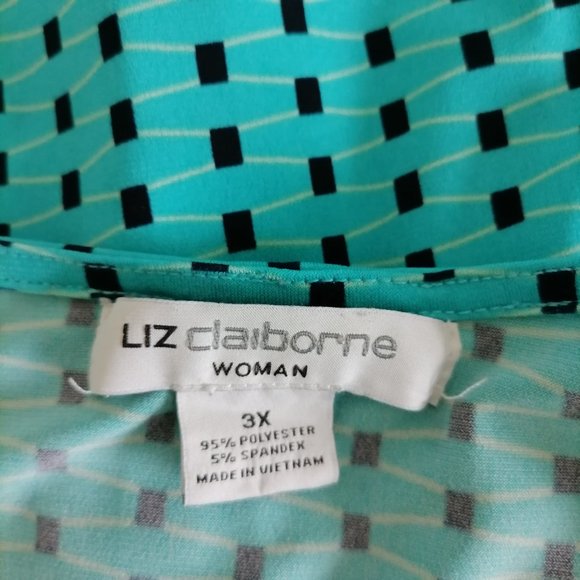 LIZ claiborne
WOMAN
3X
95% POLYESTER
5% SPANDEX
MADE IN VIETNAM